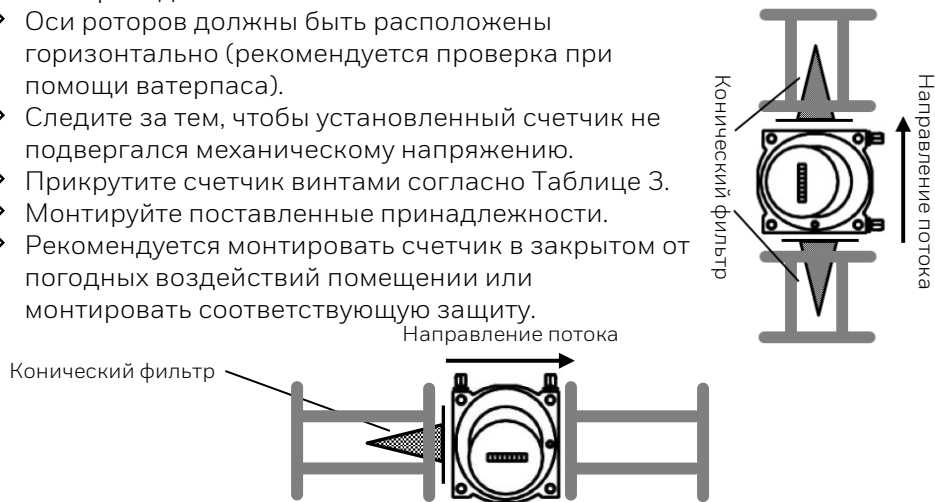 Оси роторов должны быть расположены
горизонтально (рекомендуется проверка при
помощи ватерпаса).
Следите за тем, чтобы установленный счетчик не
подвергался механическому напряжению.
Прикрутите счетчик винтами согласно Таблице 3.
Монтируйте поставленные принадлежности.
Рекомендуется монтировать счетчик в закрытом от
погодных воздействий помещении или
монтировать соответствующую защиту.
Конический фильтр
Направление потока
Направление потока
Конический фильтр